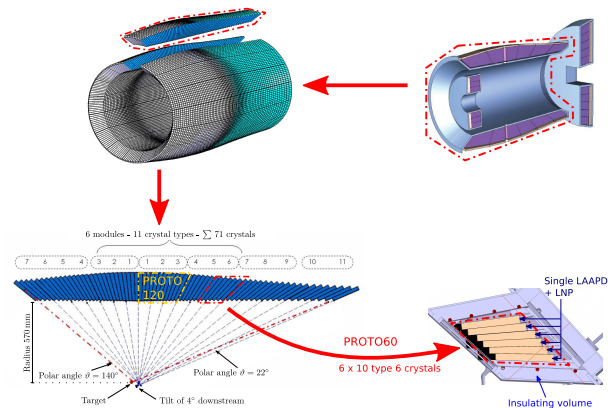 6 modules - 11 crystal types - ∑ 71 crystals
7 6 5 4 3 2 1 1 2 3 4 5 6 7 8 9 10 11
PROTO
120
Radius 570 mm
Polar angle ϑ = 140°
Polar angle ϑ = 22°
Target
Tilt of 4° downstream
PROTO60
6 x 10 type 6 crystals
Single LAAPD
+ LNP
Insulating volume